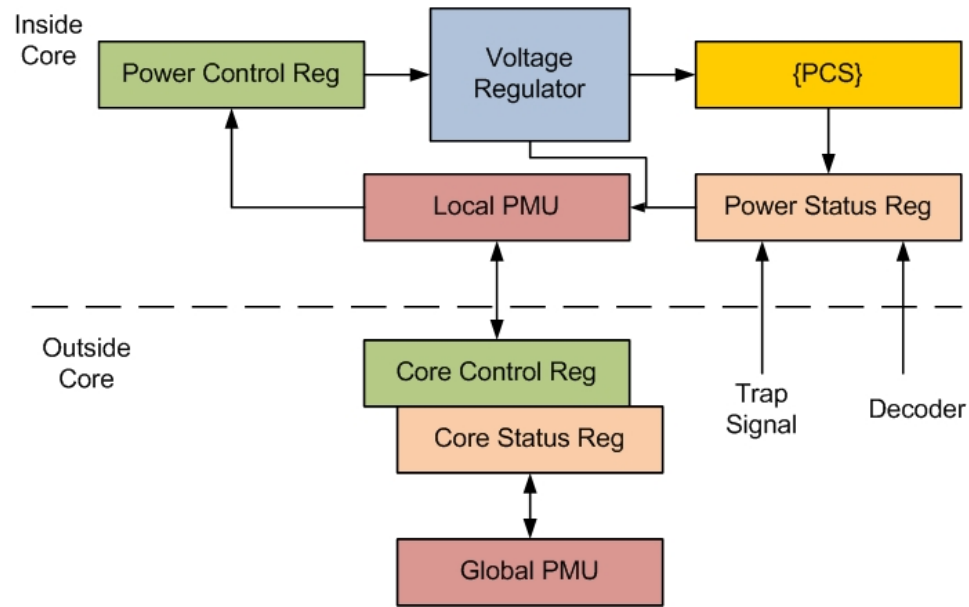 Inside
Core
Power Control Reg
Voltage
Regulator
{PCS}
Local PMU
Power Status Reg
Outside
Core
Core Control Reg
Trap
Signal
Decoder
Core Status Reg
Global PMU